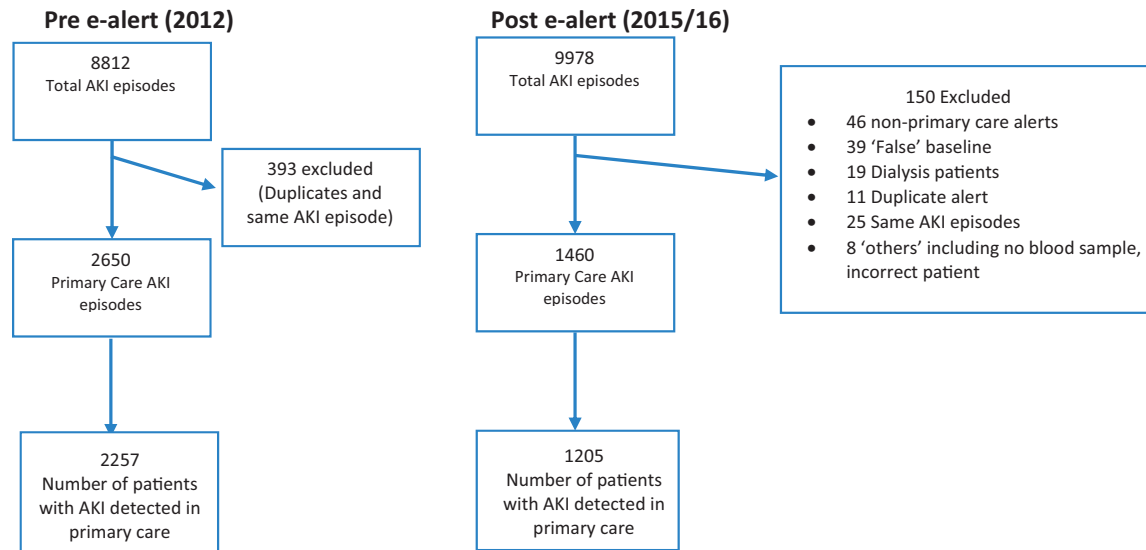 Pre e-alert (2012)
8812
Total AKI episodes
393 excluded
(Duplicates and
same AKI episode)
2650
Primary Care AKI
episodes
2257
Number of patients
with AKI detected in
primary care
Post e-alert (2015/16)
9978
Total AKI episodes
150 Excluded
• 46 non-primary care alerts
• 39 ‘False’ baseline
• 19 Dialysis patients
• 11 Duplicate alert
• 25 Same AKI episodes
• 8 ‘others’ including no blood sample,
incorrect patient
1460
Primary Care AKI
episodes
1205
Number of patients
with AKI detected in
primary care